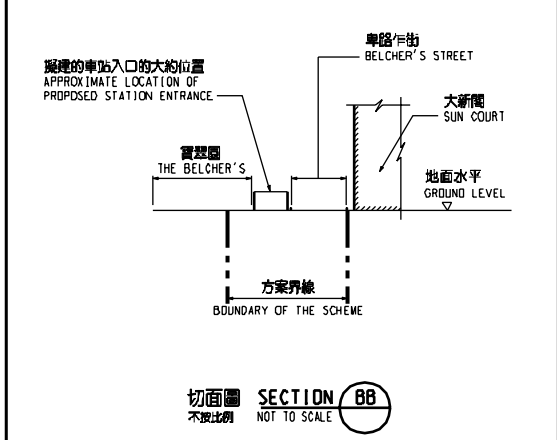 卑路乍街
BELCHER'S STREET
擬建的車站入口的大約位置
APPROXIMATE LOCATION OF
PROPOSED STATION ENTRANCE
大新閣
SUN COURT
寶翠園
THE BELCHER'S
地面水平
GROUND LEVEL
方案界線
BOUNDARY OF THE SCHEME
切面圖 SECTION BB
不按比例 NOT TO SCALE